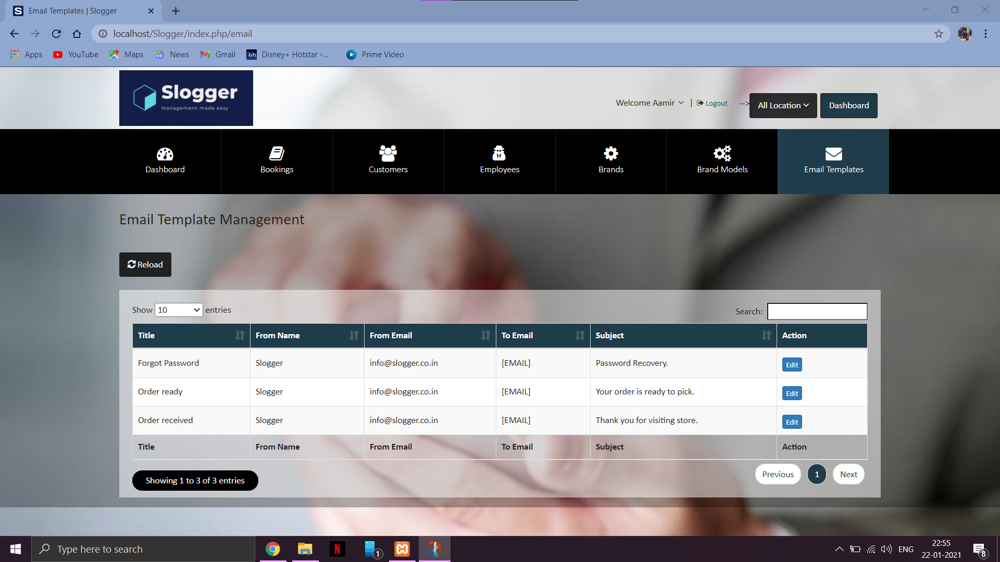 Email Templates | Slogger
localhost/Slogger/index.php/email
Apps YouTube Maps News Gmail Disney+ Hotstar -... Prime Video
Slogger
Management made easy
Welcome Aamir | Logout --> All Location Dashboard
Dashboard Bookings Customers Employees Brands Brand Models Email Templates
Email Template Management
Reload
Show 10 entries Search:
Title From Name From Email To Email Subject Action
Forgot Password Slogger info@slogger.co.in [EMAIL] Password Recovery. Edit
Order ready Slogger info@slogger.co.in [EMAIL] Your order is ready to pick. Edit
Order received Slogger info@slogger.co.in [EMAIL] Thank you for visiting store. Edit
Title From Name From Email To Email Subject Action
Showing 1 to 3 of 3 entries Previous 1 Next
Type here to search 1 ENG 22:55
22-01-2021 8